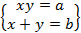 xy = a
x + y = b